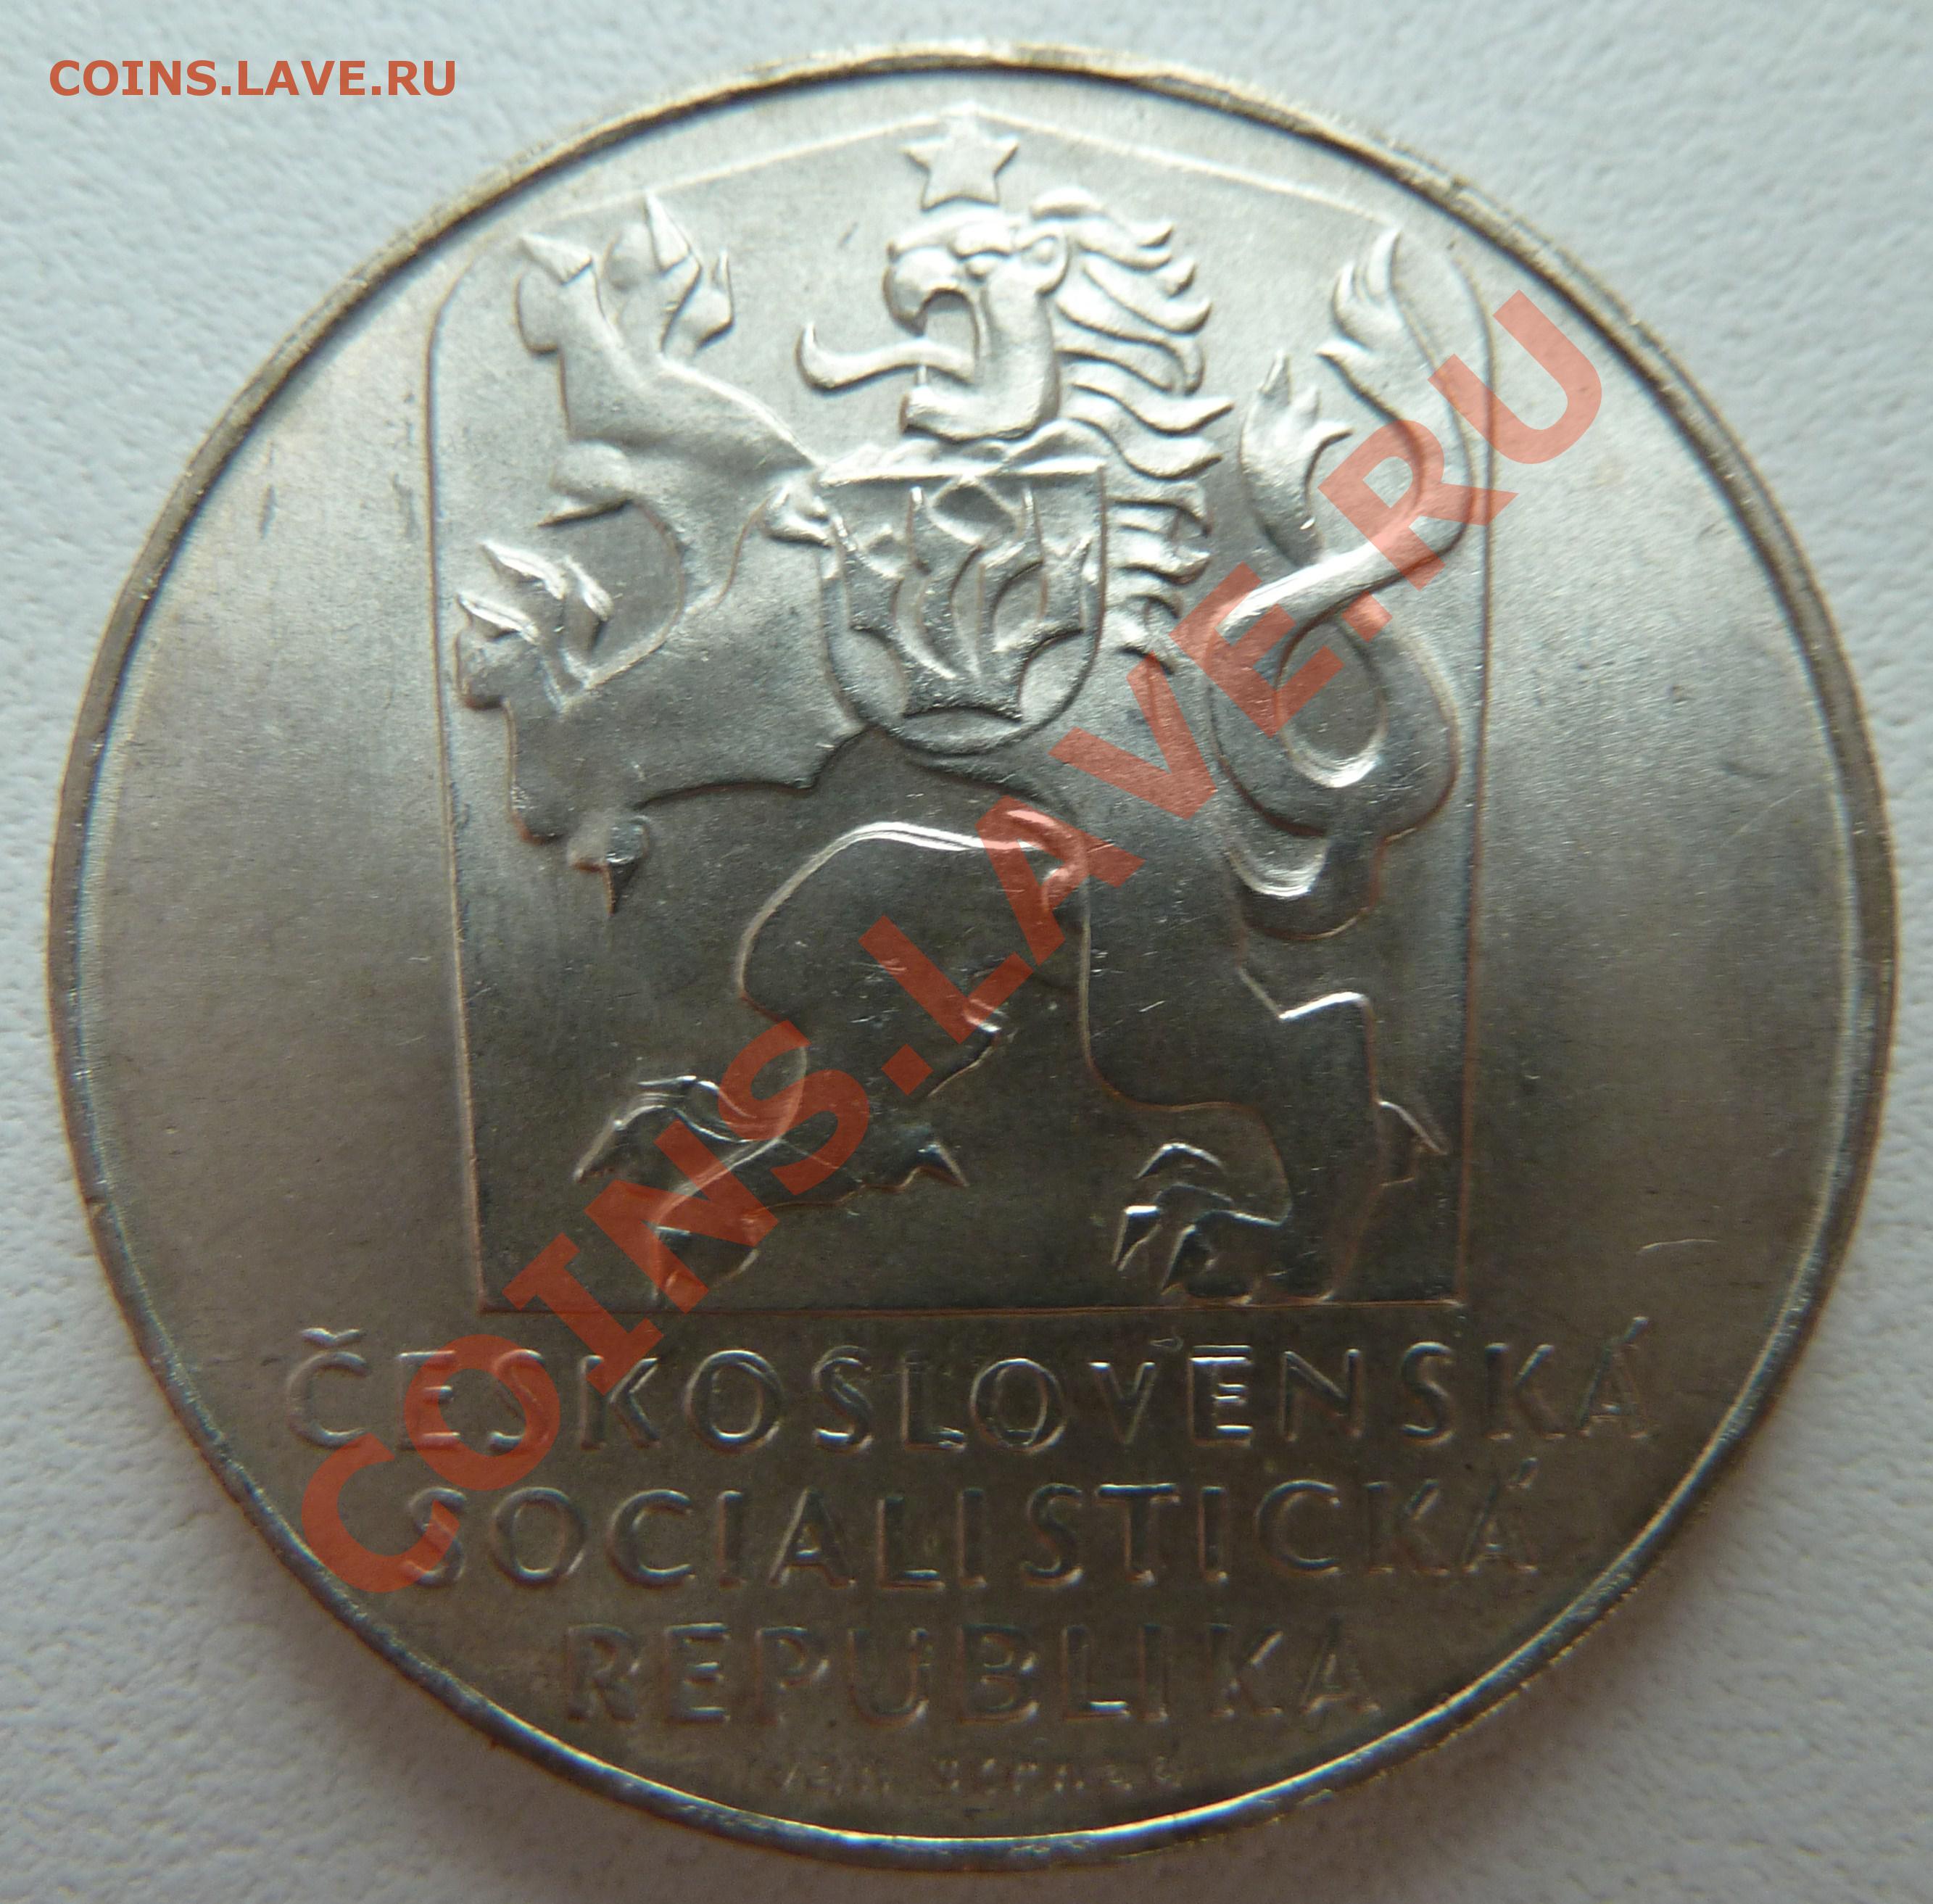 COINS.LAVE.RU
COINS.LAVE.RU
ČESKOSLOVENSKÁ
SOCIALISTICKÁ
REPUBLIKA